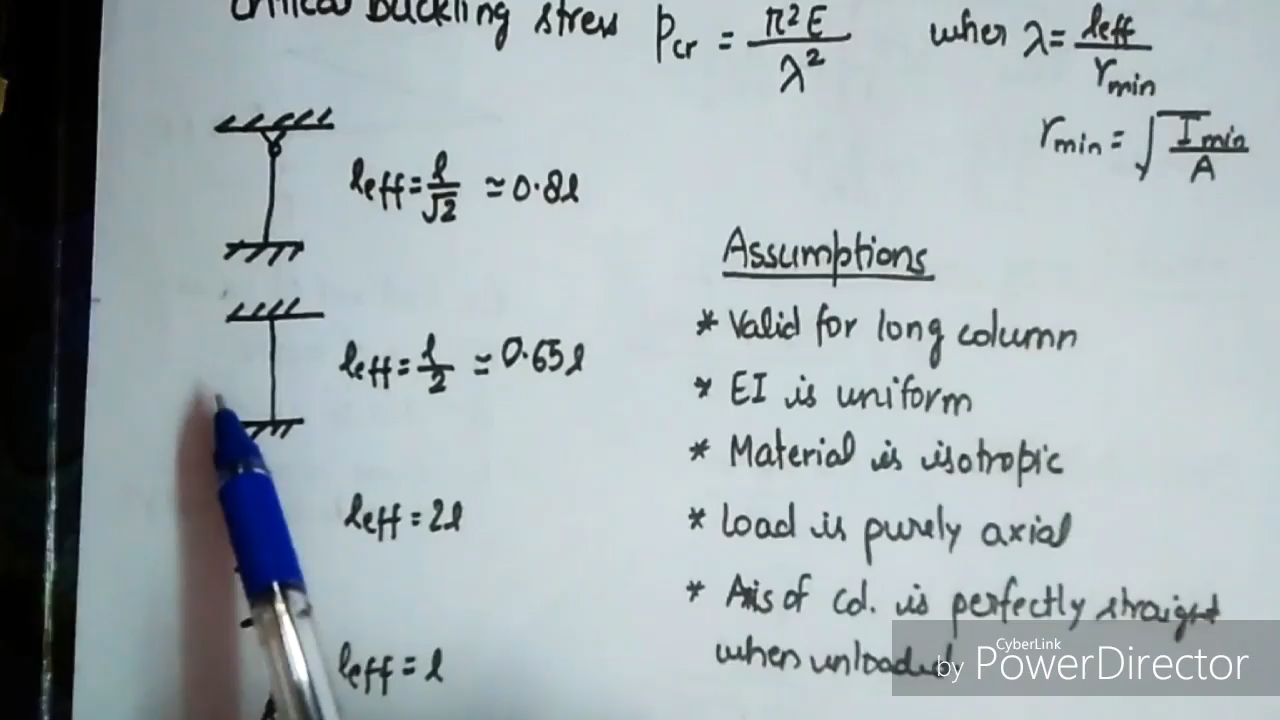 critical buckling stress Pcr = π²E/λ² when λ = leff/rmin
rmin = √(Imin/A)
leff = l/√2 ≃ 0.8l
Assumptions
* Valid for long column
leff = l/2 ≃ 0.65l
* EI is uniform
* Material is isotropic
leff = 2l
* Load is purely axial
* Axis of col. is perfectly straight
when unloaded
leff = l
CyberLink
by PowerDirector